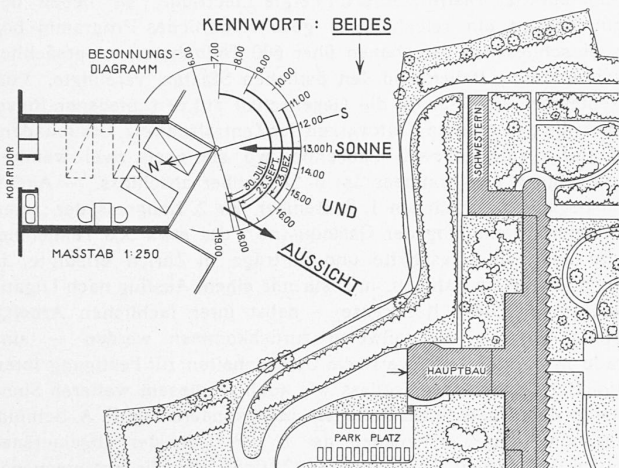 KENNWORT : BEIDES
BESONNUNGS-
DIAGRAMM
6.00
7.00
8.00
9.00
10.00
11.00
12.00
S
13.00h
SONNE
14.00
15.00
16.00
18.00
19.00
30. JULI
23. SEPT.
23. DEZ.
N
UND
AUSSICHT
KORRIDOR
MASSTAB 1:250
SCHWESTERN
HAUPTBAU
PARK PLATZ